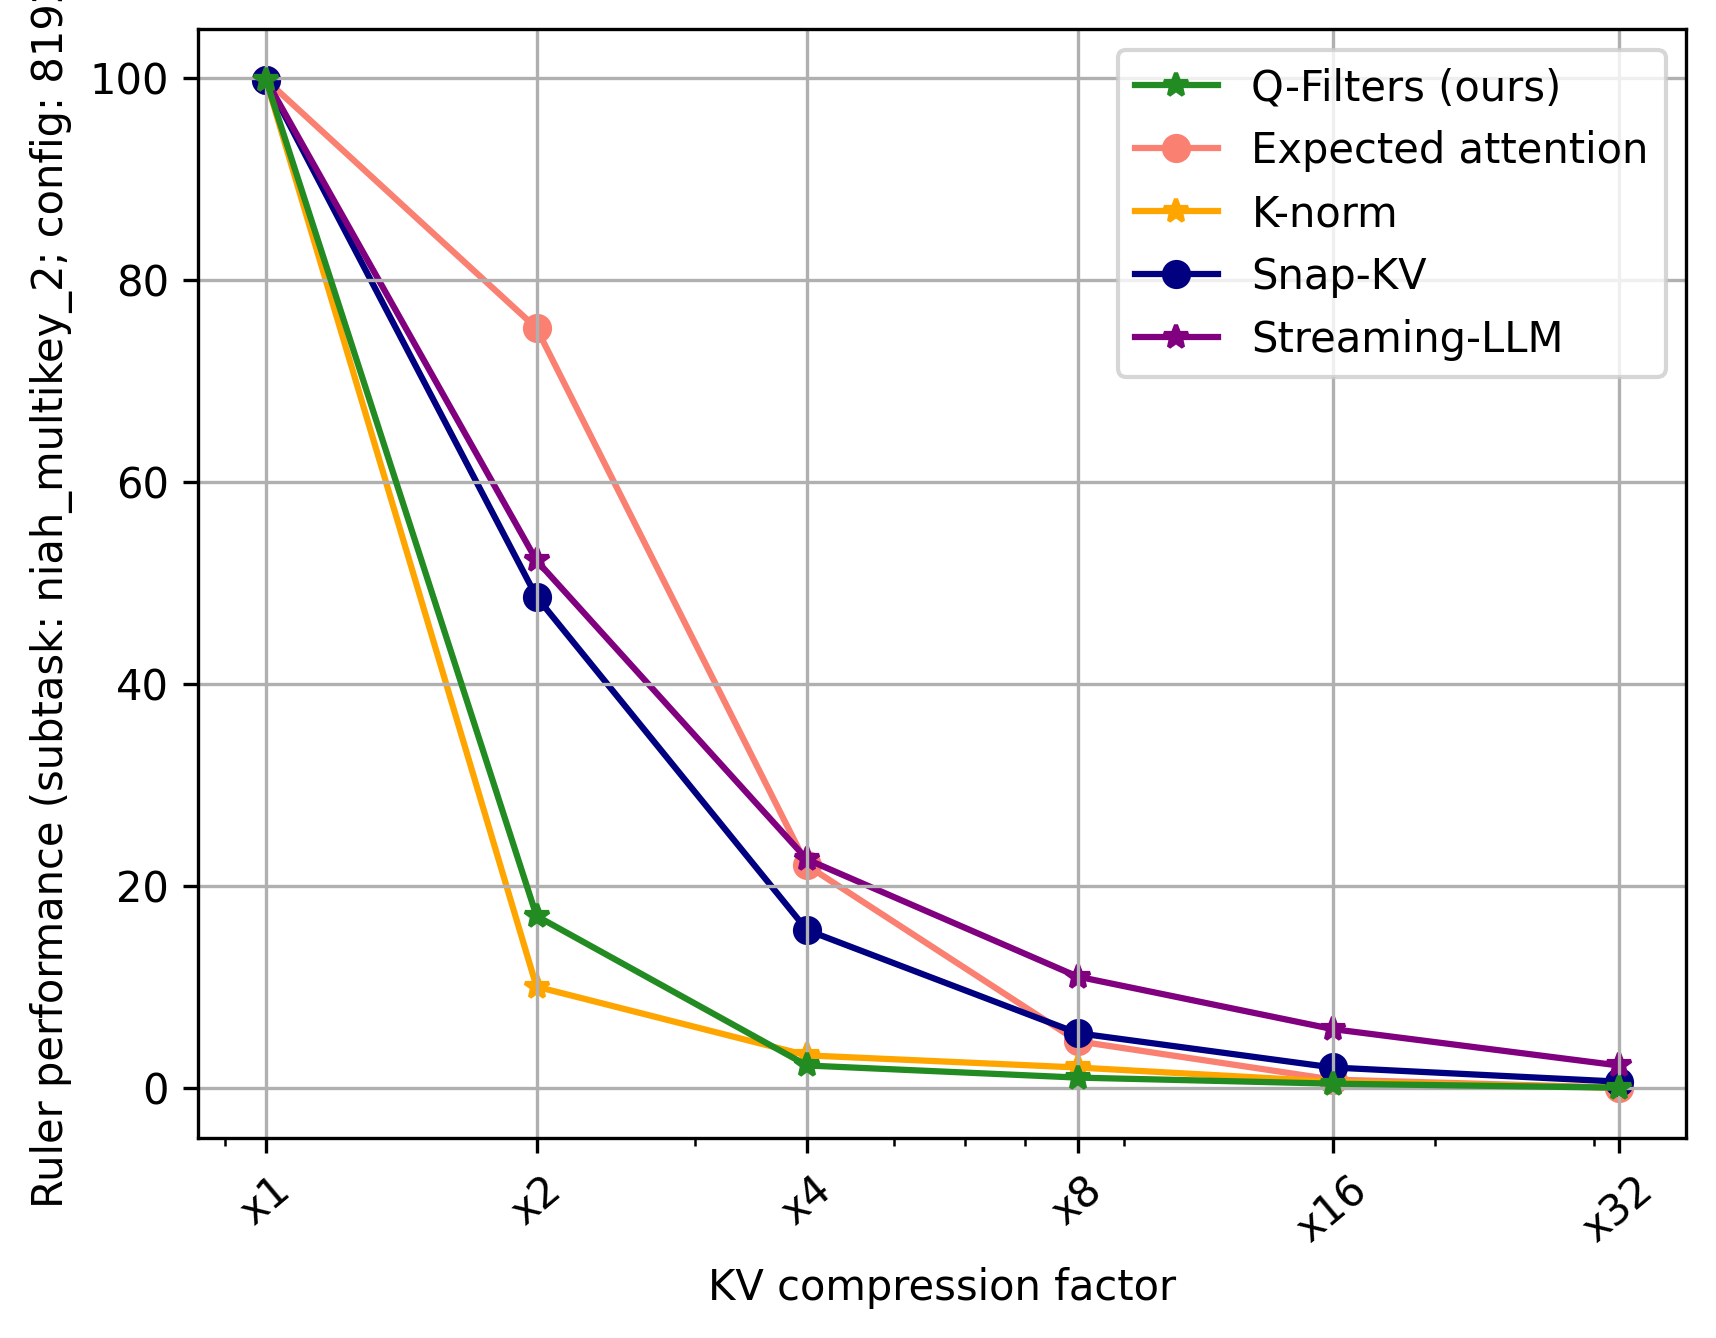 Ruler performance (subtask: niah_multikey_2; config: 819
100
80
60
40
20
0
Q-Filters (ours)
Expected attention
K-norm
Snap-KV
Streaming-LLM
x1
x2
x4
x8
x16
x32
KV compression factor